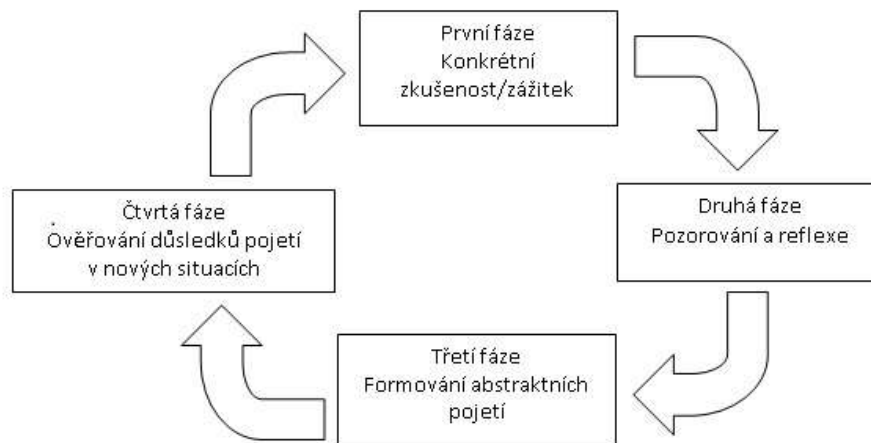 První fáze
Konkrétní
zkušenost/zážitek
Druhá fáze
Pozorování a reflexe
Třetí fáze
Formování abstraktních
pojetí
Čtvrtá fáze
Ověřování důsledků pojetí
v nových situacích